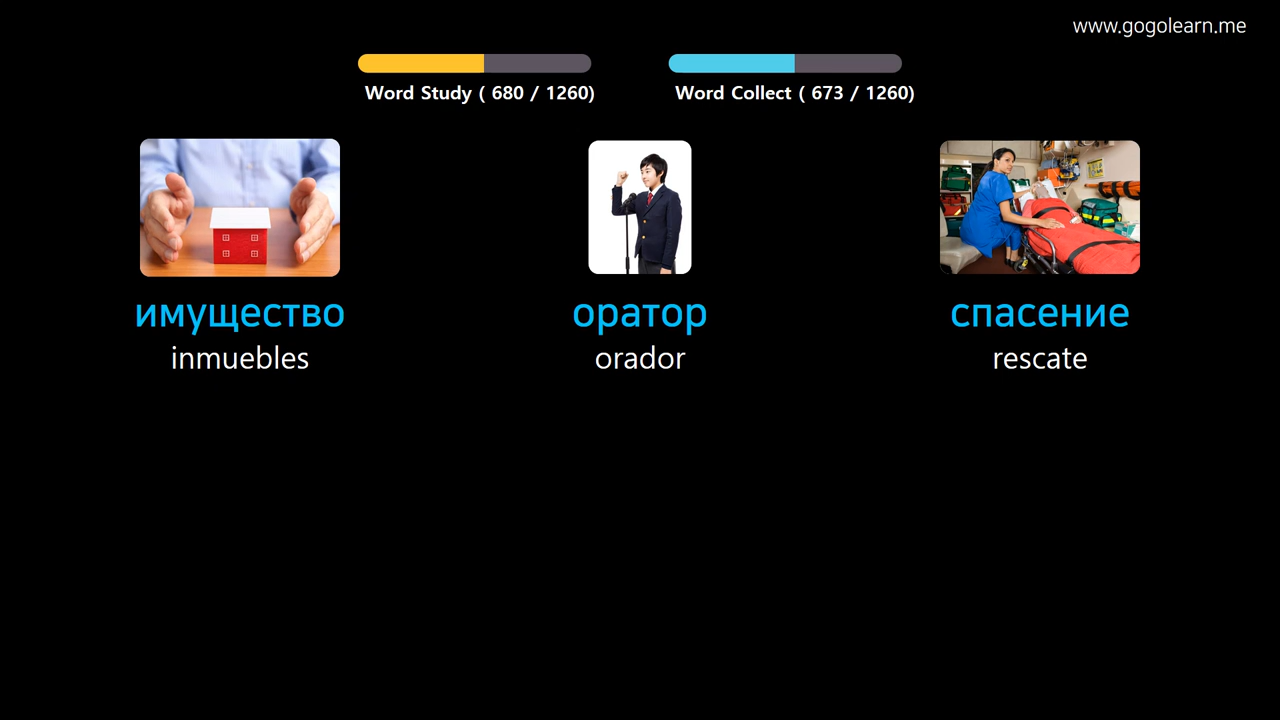 www.gogolearn.me
Word Study ( 680 / 1260)
Word Collect ( 673 / 1260)
имущество
inmuebles
оратор
orador
спасение
rescate